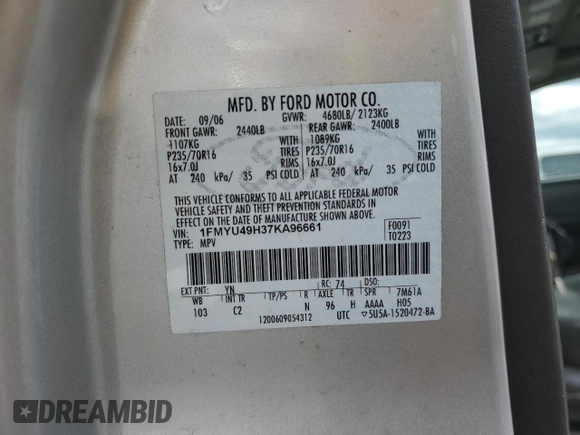 MFD. BY FORD MOTOR CO.
DATE: 09/06 GVWR: 4680LB/ 2123KG
FRONT GAWR: 2440LB REAR GAWR: 2400LB
1107KG WITH 1089KG WITH
P235/70R16 TIRES P235/70R16 TIRES
16x7.0J RIMS 16x7.0J RIMS
AT 240 kPa/ 35 PSI COLD AT 240 kPa/ 35 PSI COLD
THIS VEHICLE CONFORMS TO ALL APPLICABLE FEDERAL MOTOR
VEHICLE SAFETY AND THEFT PREVENTION STANDARDS IN
EFFECT ON THE DATE OF MANUFACTURE SHOWN ABOVE.
VIN: 1FMYU49H37KA96661 F0091
TYPE: MPV T0223
EXT PNT: YN RC: 74 DSO:
WB INT TR TP/PS R AXLE TR SPR 7M61A
103 C2 N 96 H AAAA H05
1200609054312 UTC ▽5U5A-1520472-BA
DREAMBID